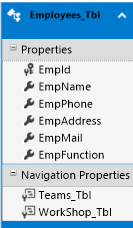 Employees_Tbl
Properties
EmpId
EmpName
EmpPhone
EmpAddress
EmpMail
EmpFunction
Navigation Properties
Teams_Tbl
WorkShop_Tbl